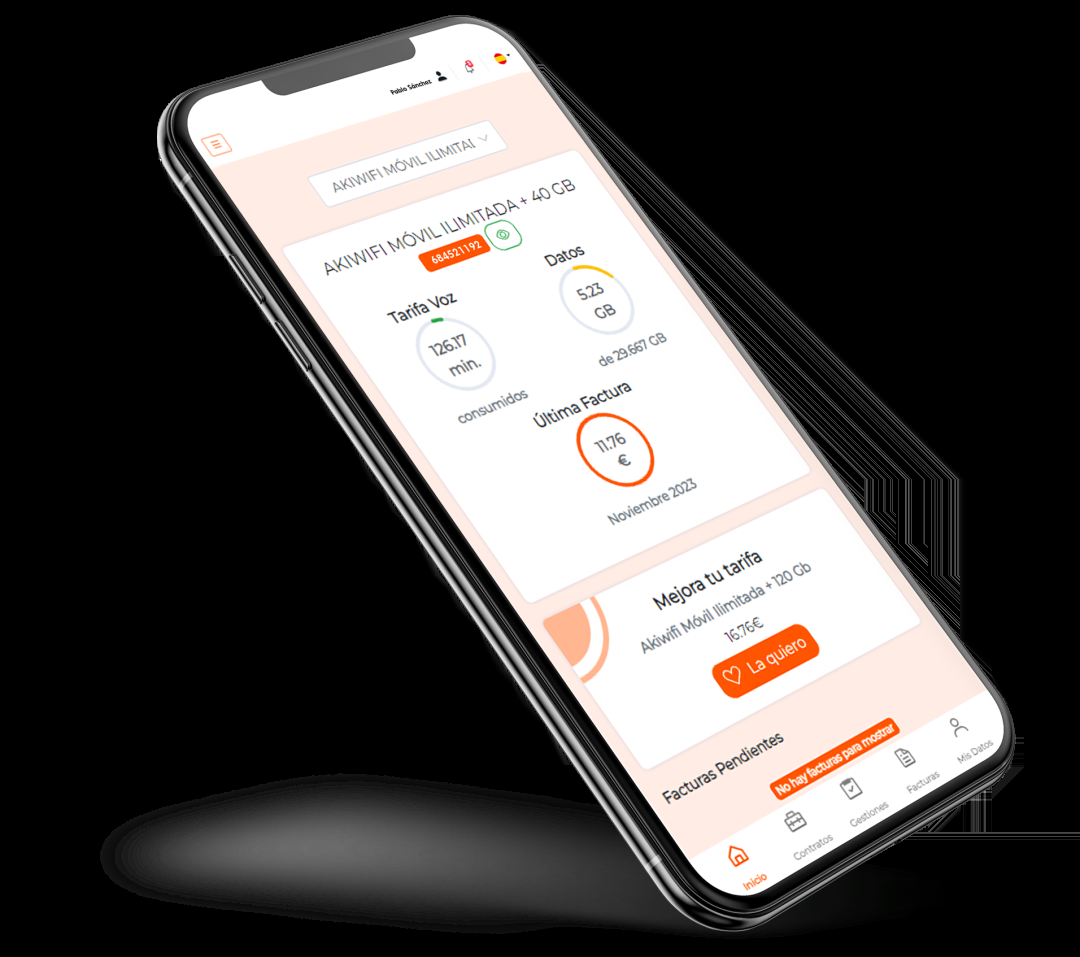 Pablo Sánchez
AKIWIFI MÓVIL ILIMITA
AKIWIFI MÓVIL ILIMITADA + 40 GB
684521192
Tarifa Voz
126.17
min.
consumidos
Datos
5.23
GB
de 29.667 GB
Última Factura
11.76
€
Noviembre 2023
Mejora tu tarifa
Akiwifi Móvil Ilimitada + 120 Gb
16.76€
La quiero
Facturas Pendientes
No hay facturas para mostrar
Inicio
Contratos
Gestiones
Facturas
Mis Datos